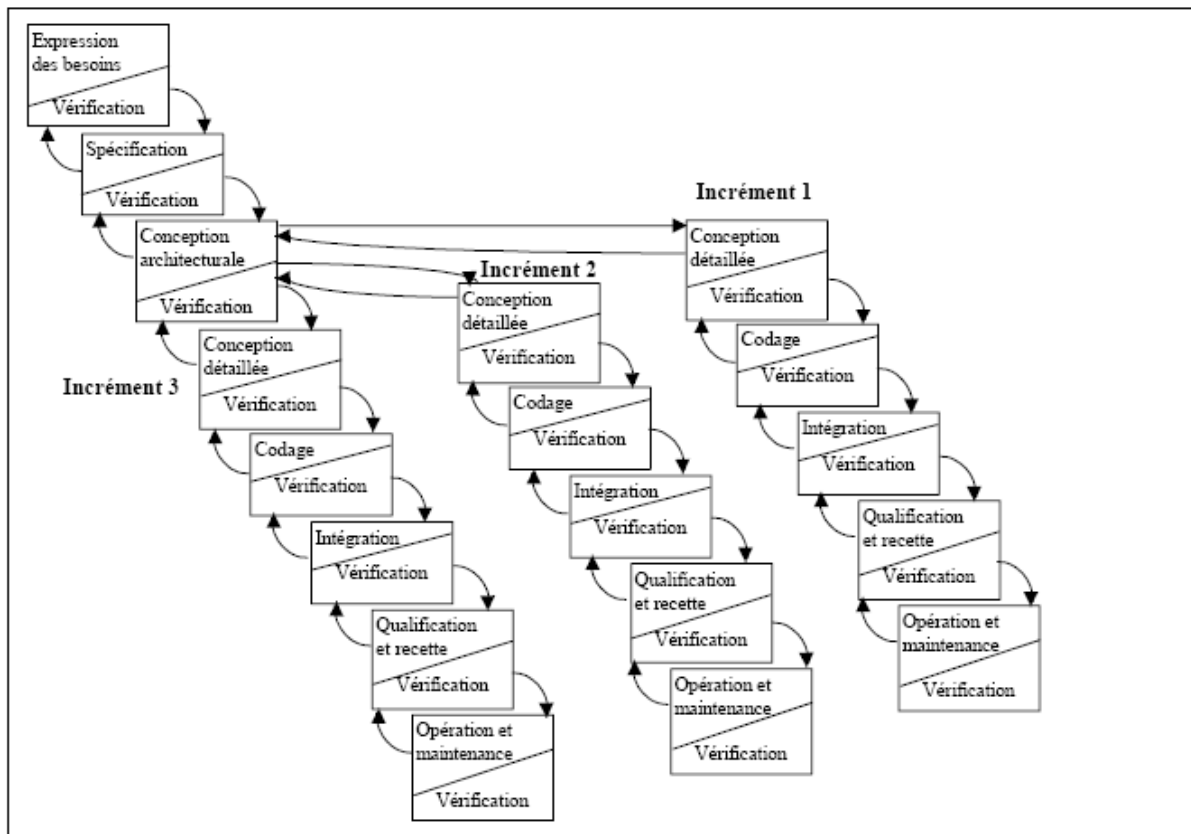 Expression
des besoins
Vérification
Spécification
Vérification
Conception
architecturale
Vérification
Incrément 1
Conception
détaillée
Vérification
Codage
Vérification
Intégration
Vérification
Qualification
et recette
Vérification
Opération et
maintenance
Vérification
Incrément 2
Conception
détaillée
Vérification
Codage
Vérification
Intégration
Vérification
Qualification
et recette
Vérification
Opération et
maintenance
Vérification
Incrément 3
Conception
détaillée
Vérification
Codage
Vérification
Intégration
Vérification
Qualification
et recette
Vérification
Opération et
maintenance
Vérification